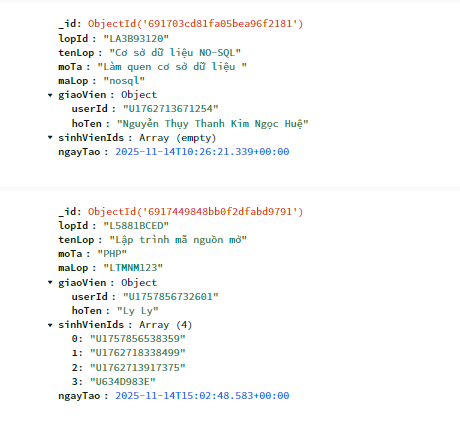 _id: ObjectId('691703cd81fa05bea96f2181')
lopId : "LA3B93120"
tenLop : "Cơ sở dữ liệu NO-SQL"
moTa : "Làm quen cơ sở dữ liệu "
maLop : "nosql"
giaoVien : Object
userId : "U1762713671254"
hoTen : "Nguyễn Thụy Thanh Kim Ngọc Huệ"
sinhVienIds : Array (empty)
ngayTao : 2025-11-14T10:26:21.339+00:00
_id: ObjectId('6917449848bb0f2dfabd9791')
lopId : "L5881BCED"
tenLop : "Lập trình mã nguồn mở"
moTa : "PHP"
maLop : "LTMNM123"
giaoVien : Object
userId : "U1757856732601"
hoTen : "Ly Ly"
sinhVienIds : Array (4)
0: "U1757856538359"
1: "U1762718338499"
2: "U1762713917375"
3: "U634D983E"
ngayTao : 2025-11-14T15:02:48.583+00:00